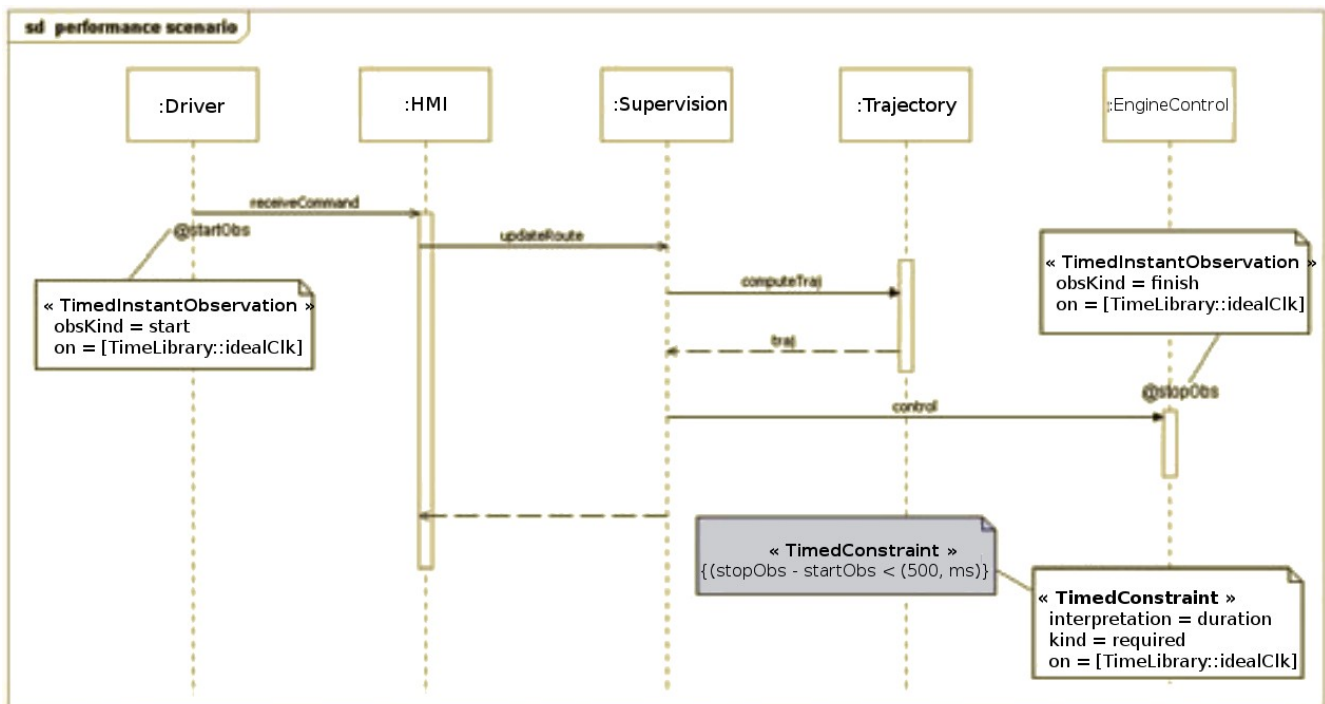 sd performance scenario
:Driver
:HMI
:Supervision
:Trajectory
:EngineControl
receiveCommand
@startObs
updateRoute
« TimedInstantObservation »
obsKind = start
on = [TimeLibrary::idealClk]
« TimedInstantObservation »
obsKind = finish
on = [TimeLibrary::idealClk]
computeTraj
traj
@stopObs
control
« TimedConstraint »
{(stopObs - startObs < (500, ms)}
« TimedConstraint »
interpretation = duration
kind = required
on = [TimeLibrary::idealClk]